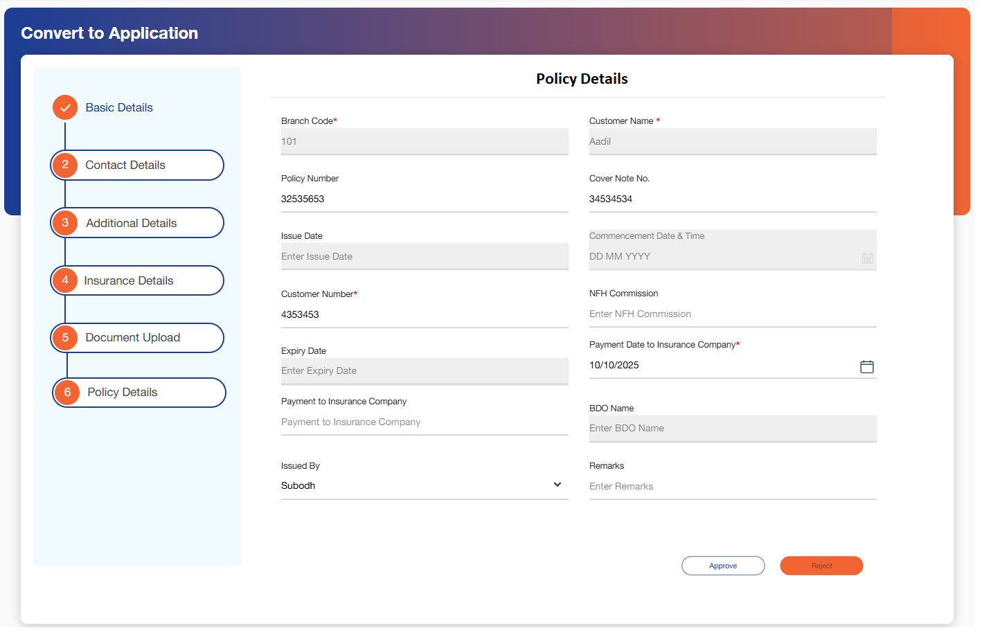 Convert to Application
Basic Details
2 Contact Details
3 Additional Details
4 Insurance Details
5 Document Upload
6 Policy Details
Policy Details
Branch Code*
101
Customer Name *
Aadil
Policy Number
32535653
Cover Note No.
34534534
Issue Date
Enter Issue Date
Commencement Date & Time
DD MM YYYY
Customer Number*
4353453
NFH Commission
Enter NFH Commission
Expiry Date
Enter Expiry Date
Payment Date to Insurance Company*
10/10/2025
Payment to Insurance Company
Payment to Insurance Company
BDO Name
Enter BDO Name
Issued By
Subodh
Remarks
Enter Remarks
Approve
Reject